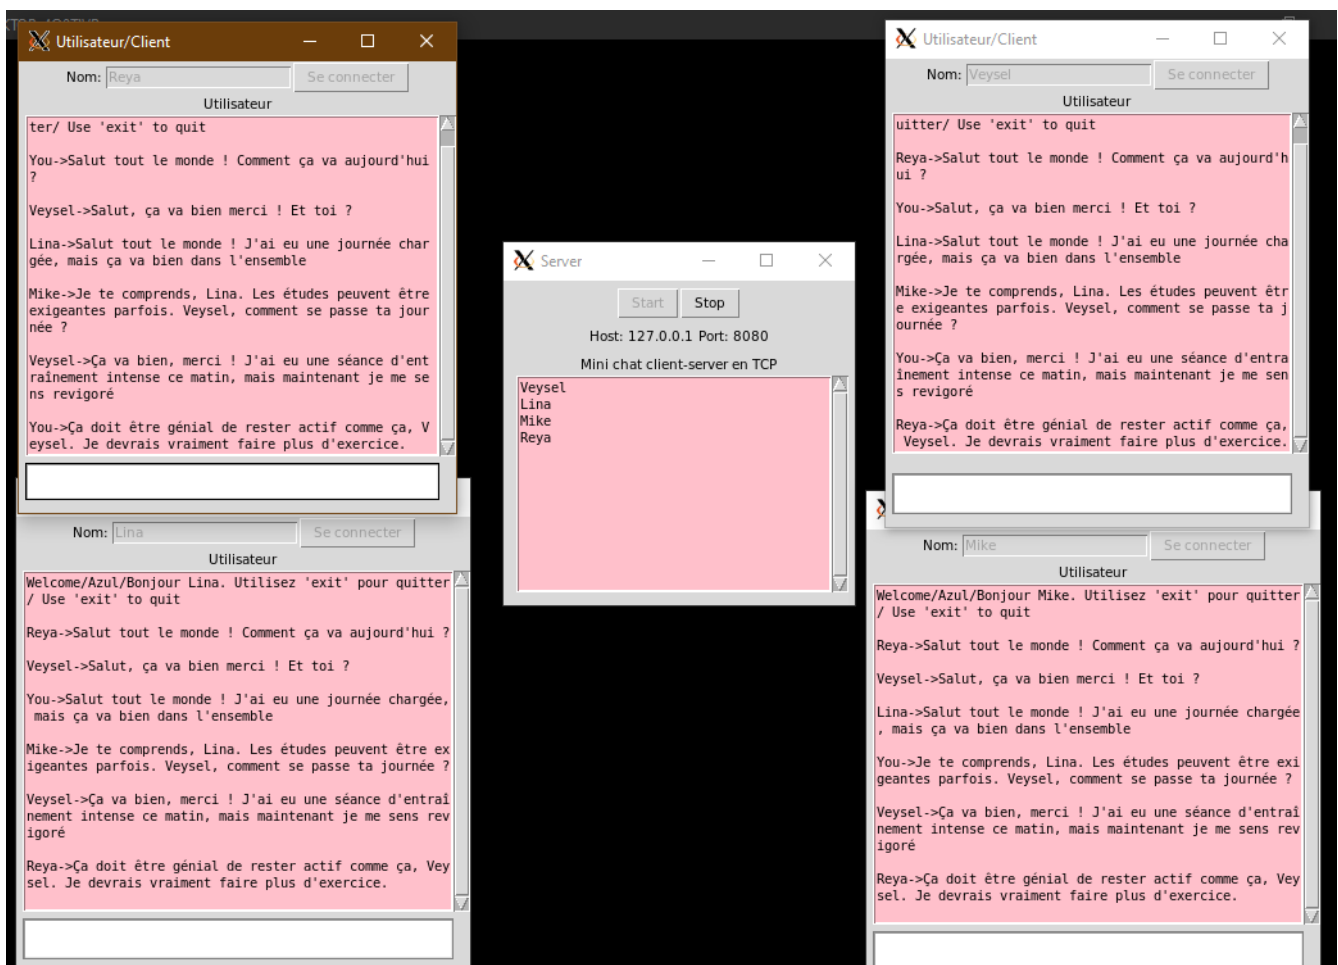 Utilisateur/Client
Nom: Reya Se connecter
Utilisateur
ter/ Use 'exit' to quit
You->Salut tout le monde ! Comment ça va aujourd'hui
?
Veysel->Salut, ça va bien merci ! Et toi ?
Lina->Salut tout le monde ! J'ai eu une journée char
gée, mais ça va bien dans l'ensemble
Mike->Je te comprends, Lina. Les études peuvent être
exigeantes parfois. Veysel, comment se passe ta jour
née ?
Veysel->Ça va bien, merci ! J'ai eu une séance d'ent
raînement intense ce matin, mais maintenant je me se
ns revigoré
You->Ça doit être génial de rester actif comme ça, V
eysel. Je devrais vraiment faire plus d'exercice.
Utilisateur/Client
Nom: Veysel Se connecter
Utilisateur
uitter/ Use 'exit' to quit
Reya->Salut tout le monde ! Comment ça va aujourd'h
ui ?
You->Salut, ça va bien merci ! Et toi ?
Lina->Salut tout le monde ! J'ai eu une journée cha
rgée, mais ça va bien dans l'ensemble
Mike->Je te comprends, Lina. Les études peuvent êtr
e exigeantes parfois. Veysel, comment se passe ta j
ournée ?
You->Ça va bien, merci ! J'ai eu une séance d'entra
înement intense ce matin, mais maintenant je me sen
s revigoré
Reya->Ça doit être génial de rester actif comme ça,
Veysel. Je devrais vraiment faire plus d'exercice.
Server
Start Stop
Host: 127.0.0.1 Port: 8080
Mini chat client-server en TCP
Veysel
Lina
Mike
Reya
Nom: Lina Se connecter
Utilisateur
Welcome/Azul/Bonjour Lina. Utilisez 'exit' pour quitter
/ Use 'exit' to quit
Reya->Salut tout le monde ! Comment ça va aujourd'hui ?
Veysel->Salut, ça va bien merci ! Et toi ?
You->Salut tout le monde ! J'ai eu une journée chargée,
mais ça va bien dans l'ensemble
Mike->Je te comprends, Lina. Les études peuvent être ex
igeantes parfois. Veysel, comment se passe ta journée ?
Veysel->Ça va bien, merci ! J'ai eu une séance d'entraî
nement intense ce matin, mais maintenant je me sens rev
igoré
Reya->Ça doit être génial de rester actif comme ça, Vey
sel. Je devrais vraiment faire plus d'exercice.
Nom: Mike Se connecter
Utilisateur
Welcome/Azul/Bonjour Mike. Utilisez 'exit' pour quitter
/ Use 'exit' to quit
Reya->Salut tout le monde ! Comment ça va aujourd'hui ?
Veysel->Salut, ça va bien merci ! Et toi ?
Lina->Salut tout le monde ! J'ai eu une journée chargée
, mais ça va bien dans l'ensemble
You->Je te comprends, Lina. Les études peuvent être exi
geantes parfois. Veysel, comment se passe ta journée ?
Veysel->Ça va bien, merci ! J'ai eu une séance d'entraî
nement intense ce matin, mais maintenant je me sens rev
igoré
Reya->Ça doit être génial de rester actif comme ça, Vey
sel. Je devrais vraiment faire plus d'exercice.